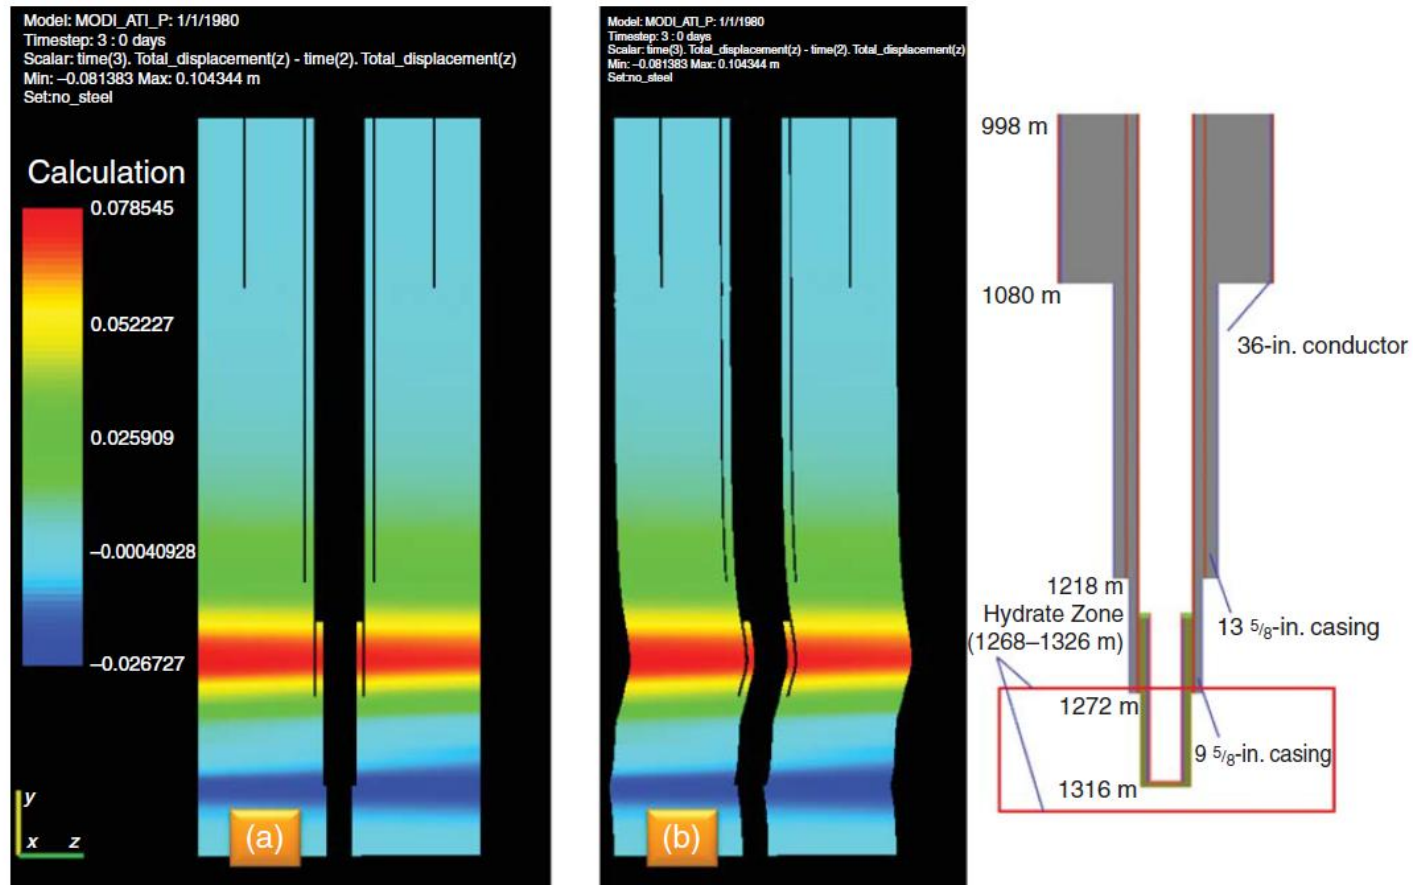 Model: MODI_ATI_P: 1/1/1980
Timestep: 3 : 0 days
Scalar: time(3). Total_displacement(z) - time(2). Total_displacement(z)
Min: –0.081383 Max: 0.104344 m
Set:no_steel
Calculation
0.078545
0.052227
0.025909
–0.00040928
–0.026727
y
x z
(a)
Model: MODI_ATI_P: 1/1/1980
Timestep: 3 : 0 days
Scalar: time(3). Total_displacement(z) - time(2). Total_displacement(z)
Min: –0.081383 Max: 0.104344 m
Set:no_steel
(b)
998 m
1080 m
36-in. conductor
1218 m
Hydrate Zone
(1268–1326 m)
13 5/8-in. casing
1272 m
9 5/8-in. casing
1316 m